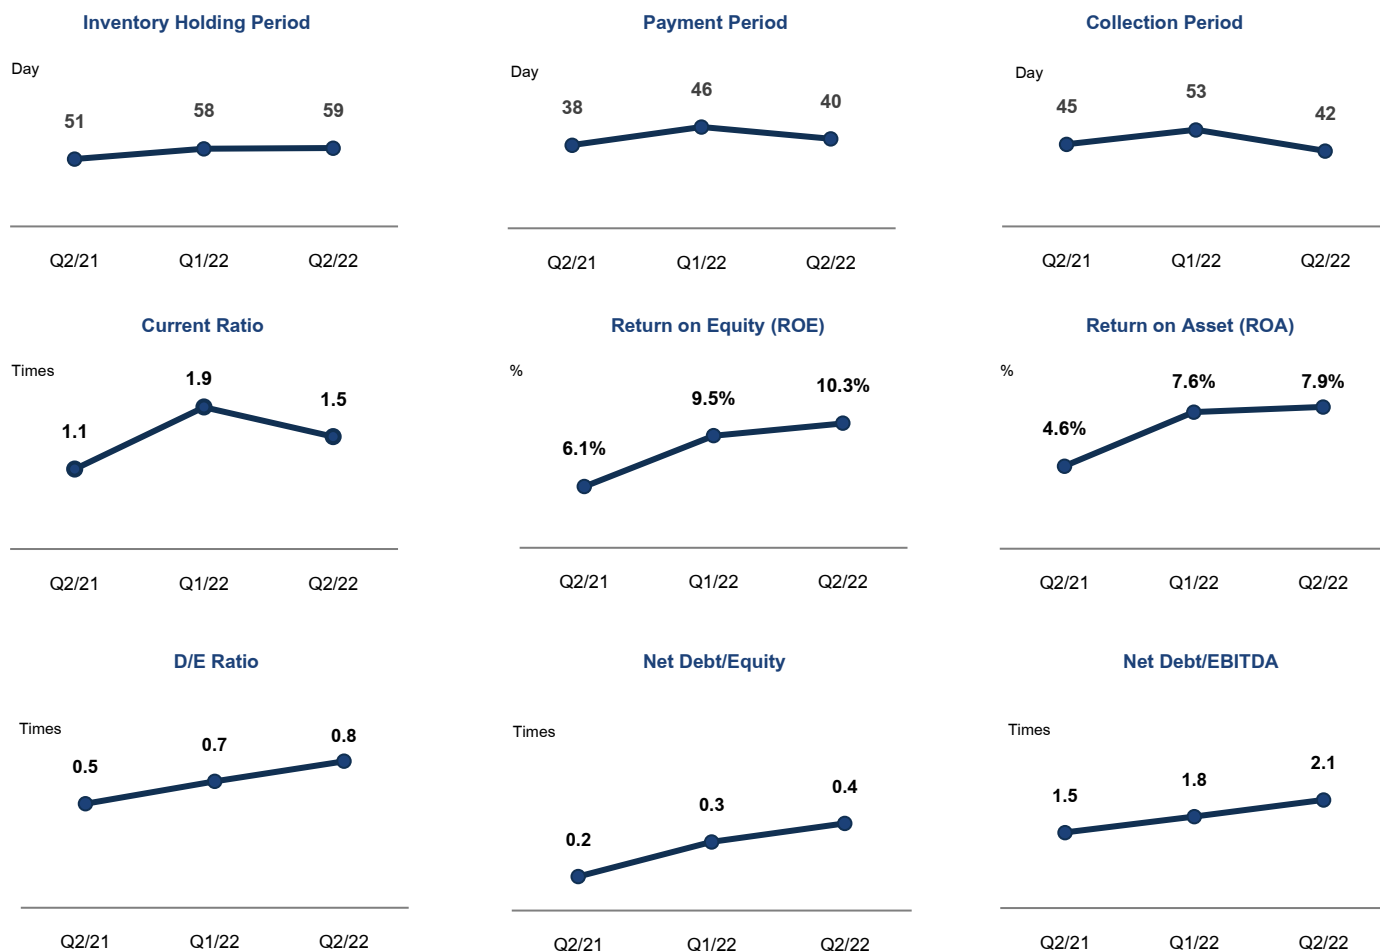 Inventory Holding Period
Day
51
58
59
Q2/21
Q1/22
Q2/22
Payment Period
Day
38
46
40
Q2/21
Q1/22
Q2/22
Collection Period
Day
45
53
42
Q2/21
Q1/22
Q2/22
Current Ratio
Times
1.1
1.9
1.5
Q2/21
Q1/22
Q2/22
Return on Equity (ROE)
%
6.1%
9.5%
10.3%
Q2/21
Q1/22
Q2/22
Return on Asset (ROA)
%
4.6%
7.6%
7.9%
Q2/21
Q1/22
Q2/22
D/E Ratio
Times
0.5
0.7
0.8
Q2/21
Q1/22
Q2/22
Net Debt/Equity
Times
0.2
0.3
0.4
Q2/21
Q1/22
Q2/22
Net Debt/EBITDA
Times
1.5
1.8
2.1
Q2/21
Q1/22
Q2/22